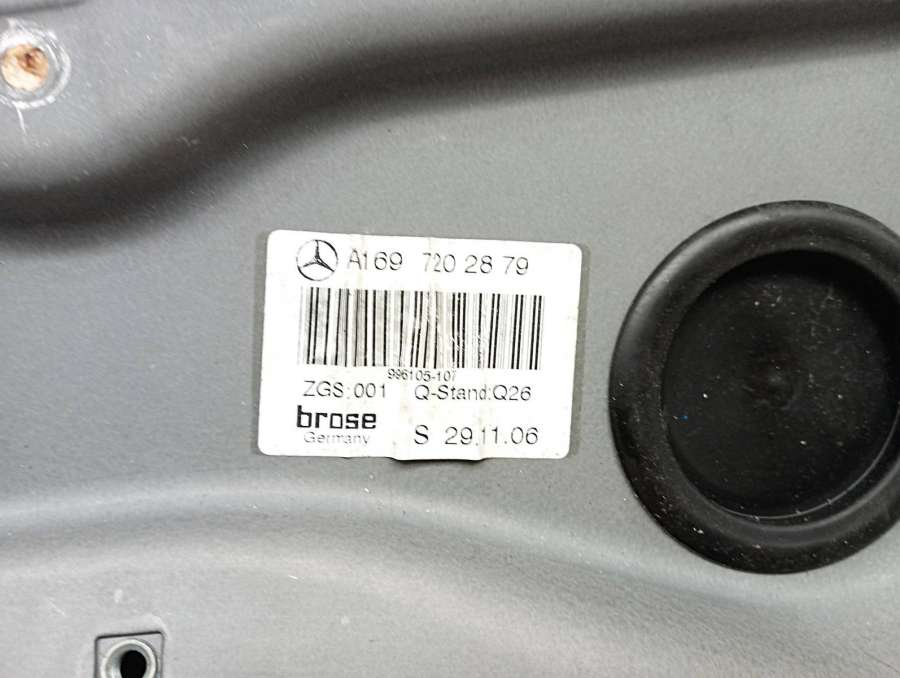 A169 720 28 79
996105-107
ZGS:001 Q-Stand:Q26
brose
Germany
S 29.11.06